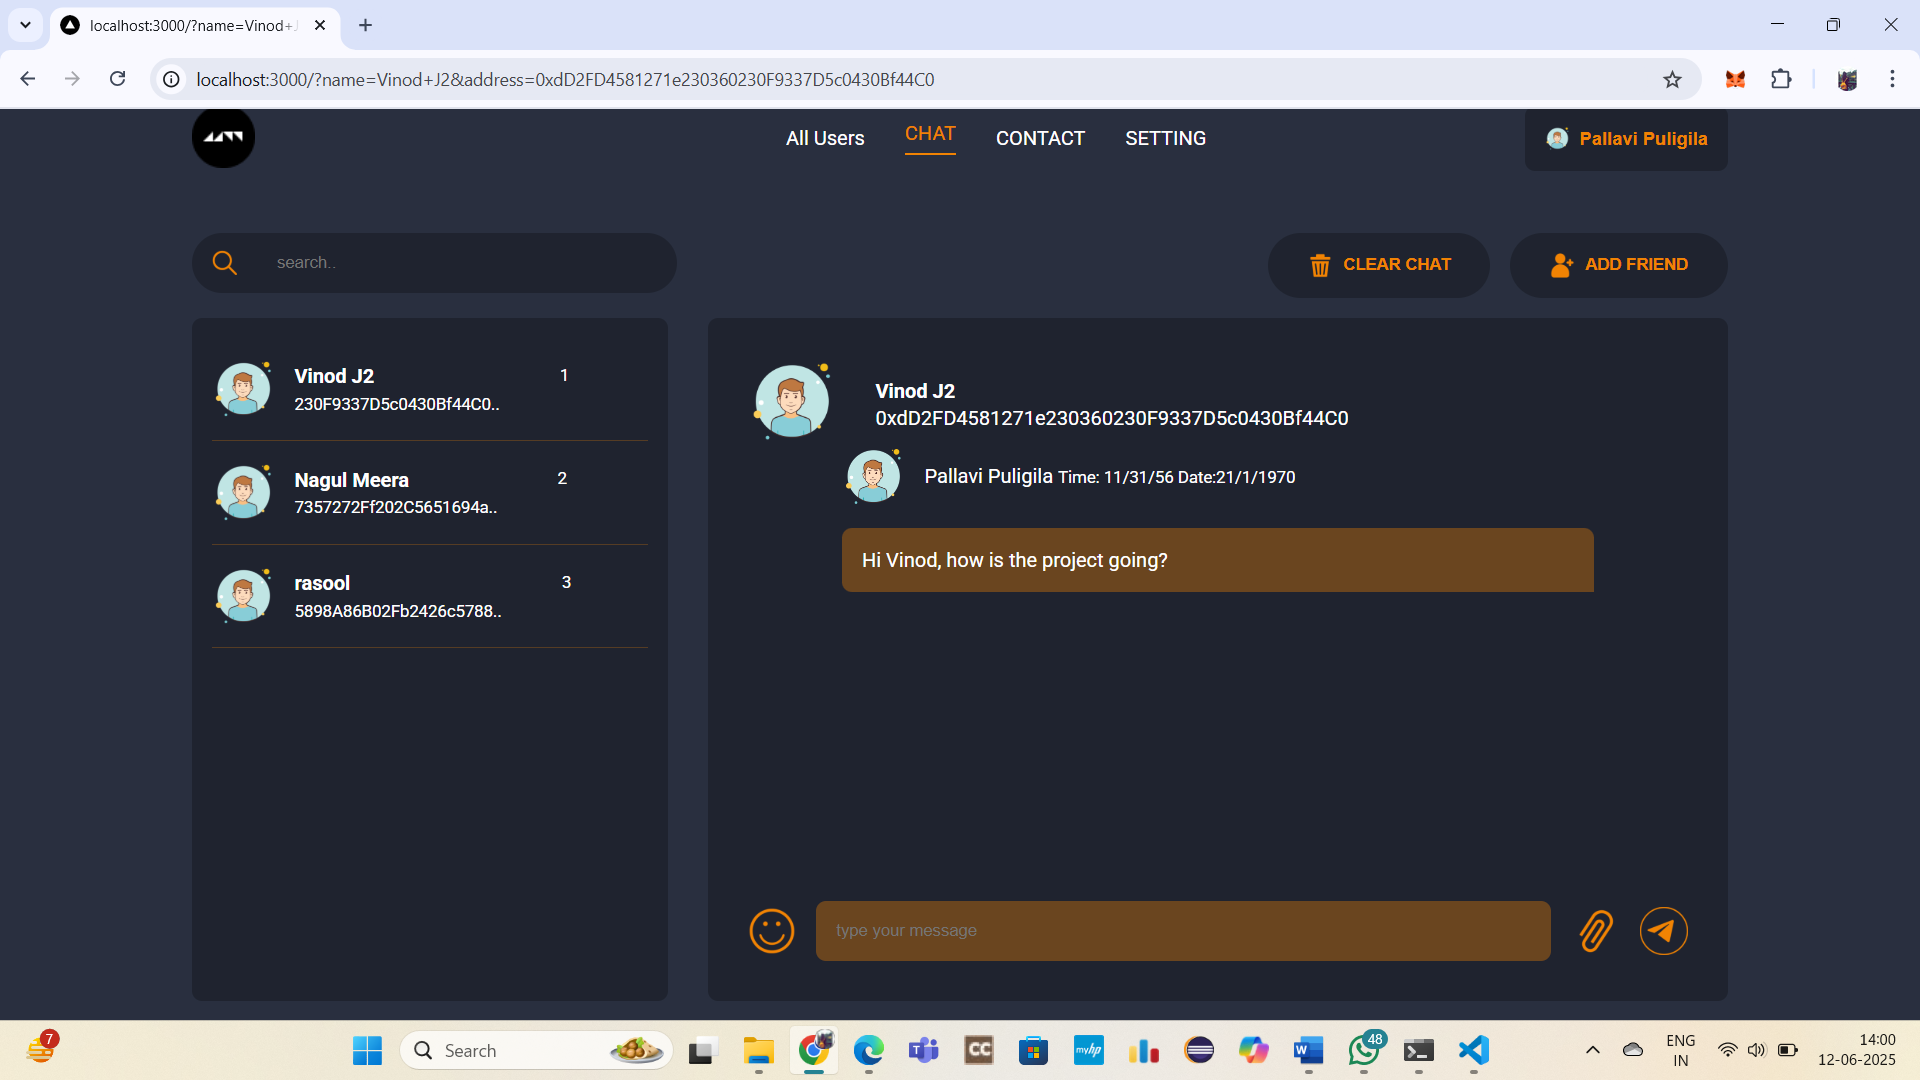 localhost:3000/?name=Vinod+J
localhost:3000/?name=Vinod+J2&address=0xdD2FD4581271e230360230F9337D5c0430Bf44C0
All Users
CHAT
CONTACT
SETTING
Pallavi Puligila
search..
CLEAR CHAT
ADD FRIEND
Vinod J2
1
230F9337D5c0430Bf44C0..
Nagul Meera
2
7357272Ff202C5651694a..
rasool
3
5898A86B02Fb2426c5788..
Vinod J2
0xdD2FD4581271e230360230F9337D5c0430Bf44C0
Pallavi Puligila Time: 11/31/56 Date:21/1/1970
Hi Vinod, how is the project going?
type your message
7
Search
CC
myhp
W
48
ENG
IN
14:00
12-06-2025